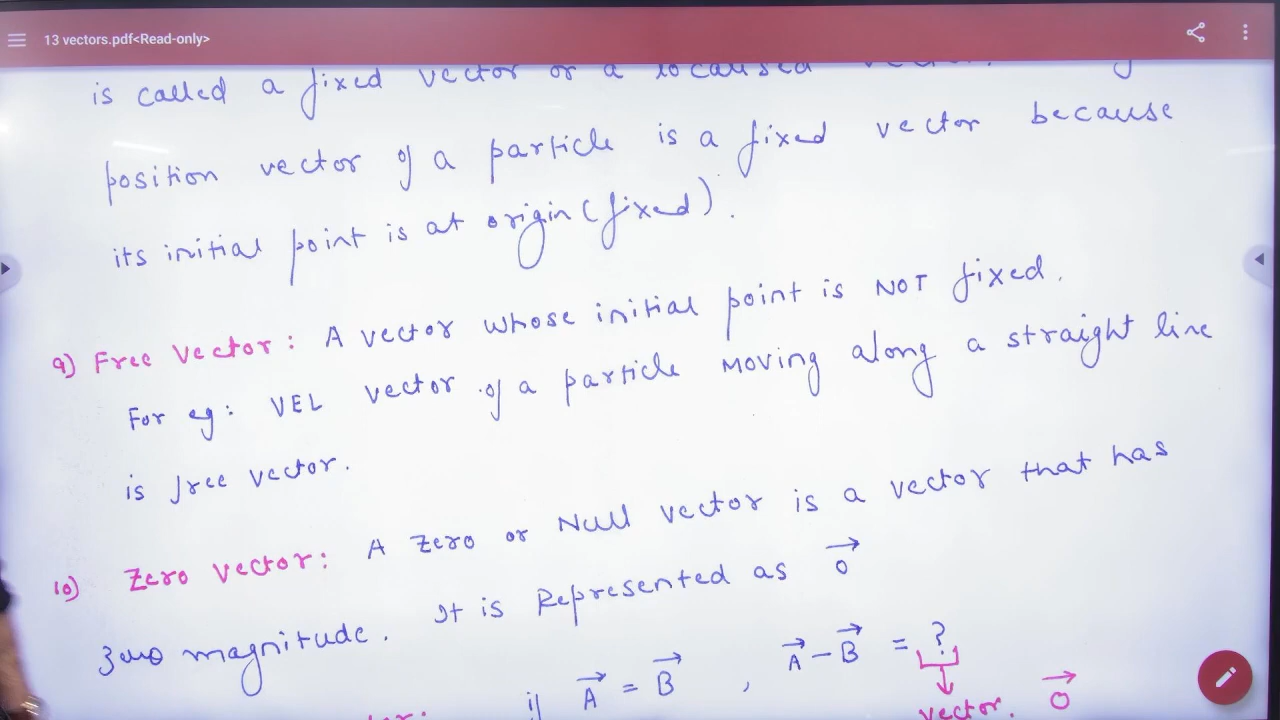 13 vectors.pdf<Read-only>
is called a fixed vector or a localised
position vector of a particle is a fixed vector because
its initial point is at origin (fixed).
9) Free Vector: A vector whose initial point is NOT fixed.
For eg: VEL vector of a particle moving along a straight line
is free vector.
10) Zero Vector: A zero or Null vector is a vector that has
zero magnitude. It is Represented as 0⃗
if A⃗ = B⃗ , A⃗ - B⃗ = ?
vector. 0⃗